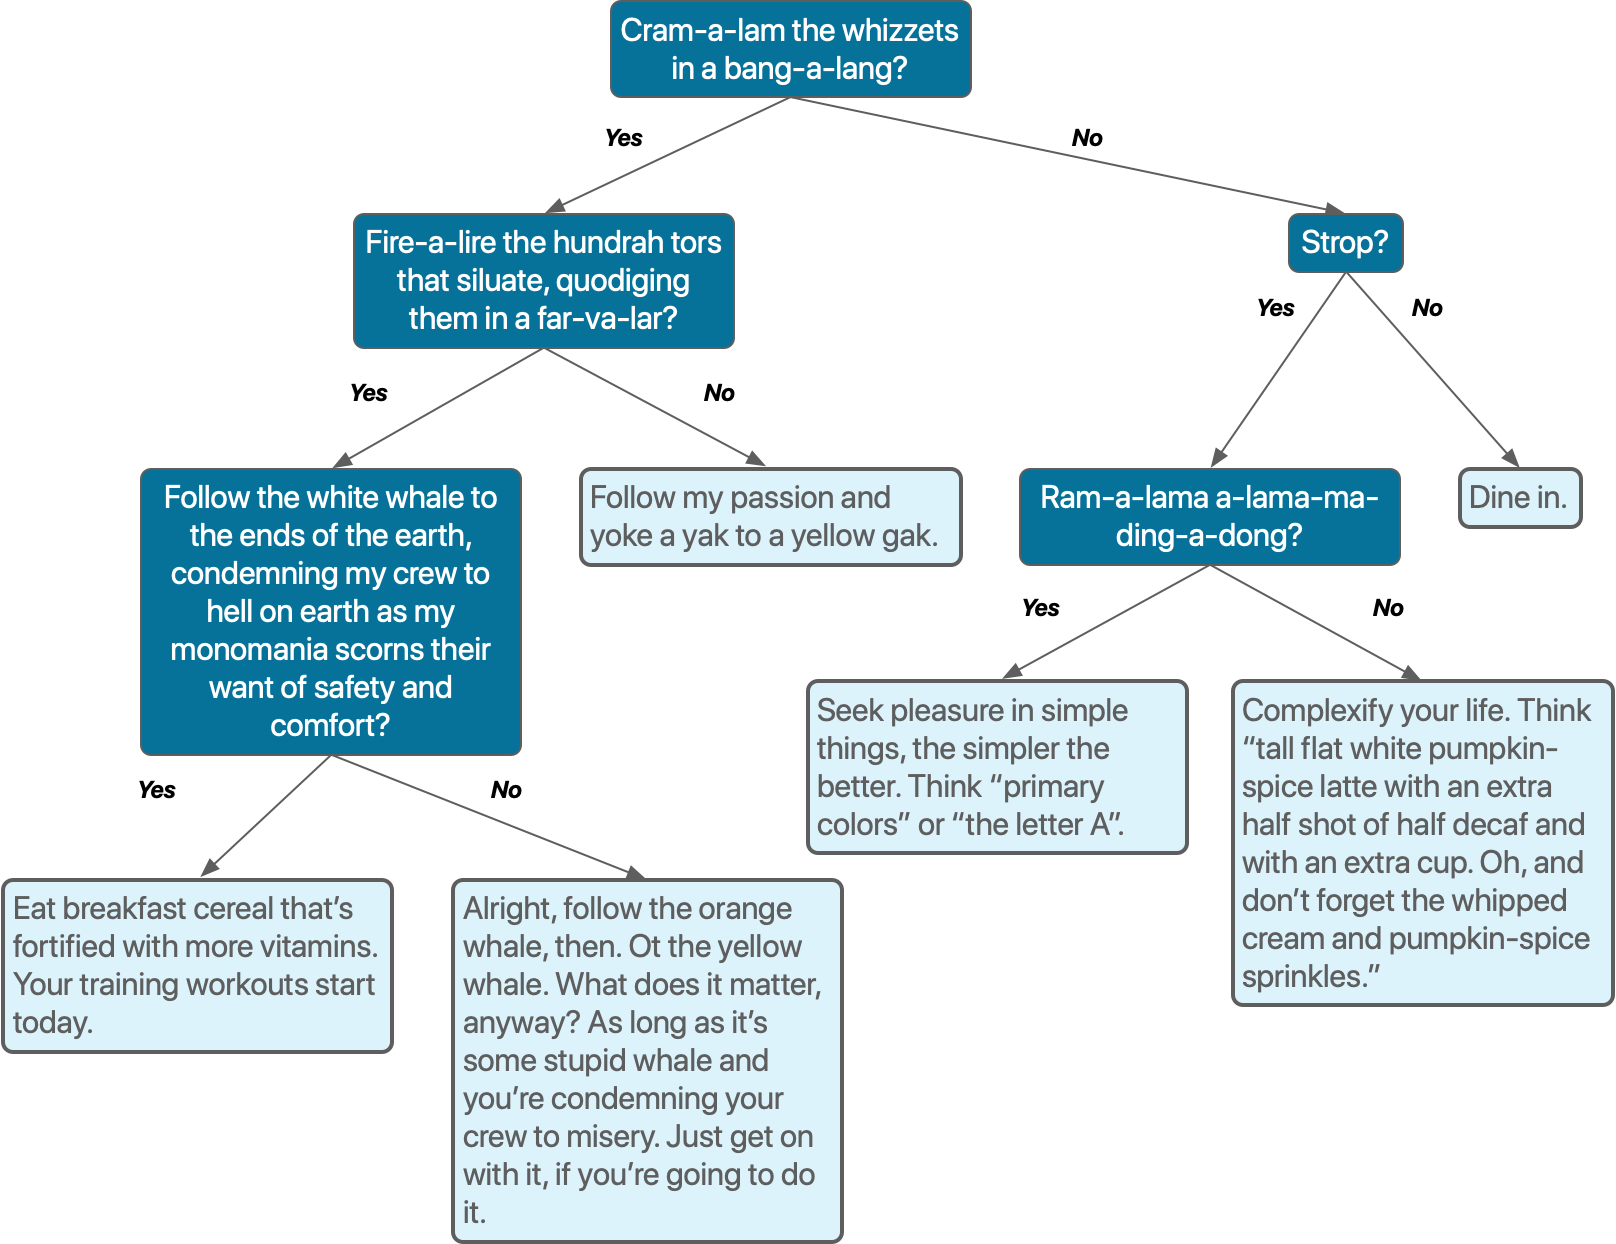 Cram-a-lam the whizzets
in a bang-a-lang?
Yes
No
Fire-a-lire the hundrah tors
that siluate, quodiging
them in a far-va-lar?
Strop?
Yes
No
Yes
No
Follow the white whale to
the ends of the earth,
condemning my crew to
hell on earth as my
monomania scorns their
want of safety and
comfort?
Follow my passion and
yoke a yak to a yellow gak.
Ram-a-lama a-lama-ma-
ding-a-dong?
Dine in.
Yes
No
Yes
No
Seek pleasure in simple
things, the simpler the
better. Think “primary
colors” or “the letter A”.
Complexify your life. Think
“tall flat white pumpkin-
spice latte with an extra
half shot of half decaf and
with an extra cup. Oh, and
don’t forget the whipped
cream and pumpkin-spice
sprinkles.”
Eat breakfast cereal that’s
fortified with more vitamins.
Your training workouts start
today.
Alright, follow the orange
whale, then. Ot the yellow
whale. What does it matter,
anyway? As long as it’s
some stupid whale and
you’re condemning your
crew to misery. Just get on
with it, if you’re going to do
it.